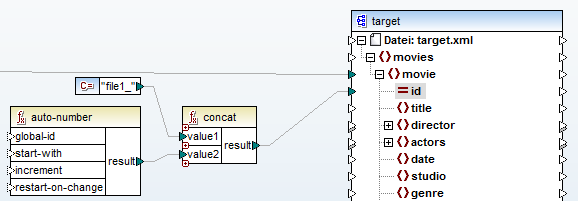 target
Datei: target.xml
movies
movie
id
title
director
actors
date
studio
genre
C= "file1_"
auto-number
global-id
start-with
increment
restart-on-change
result
concat
value1
value2
result